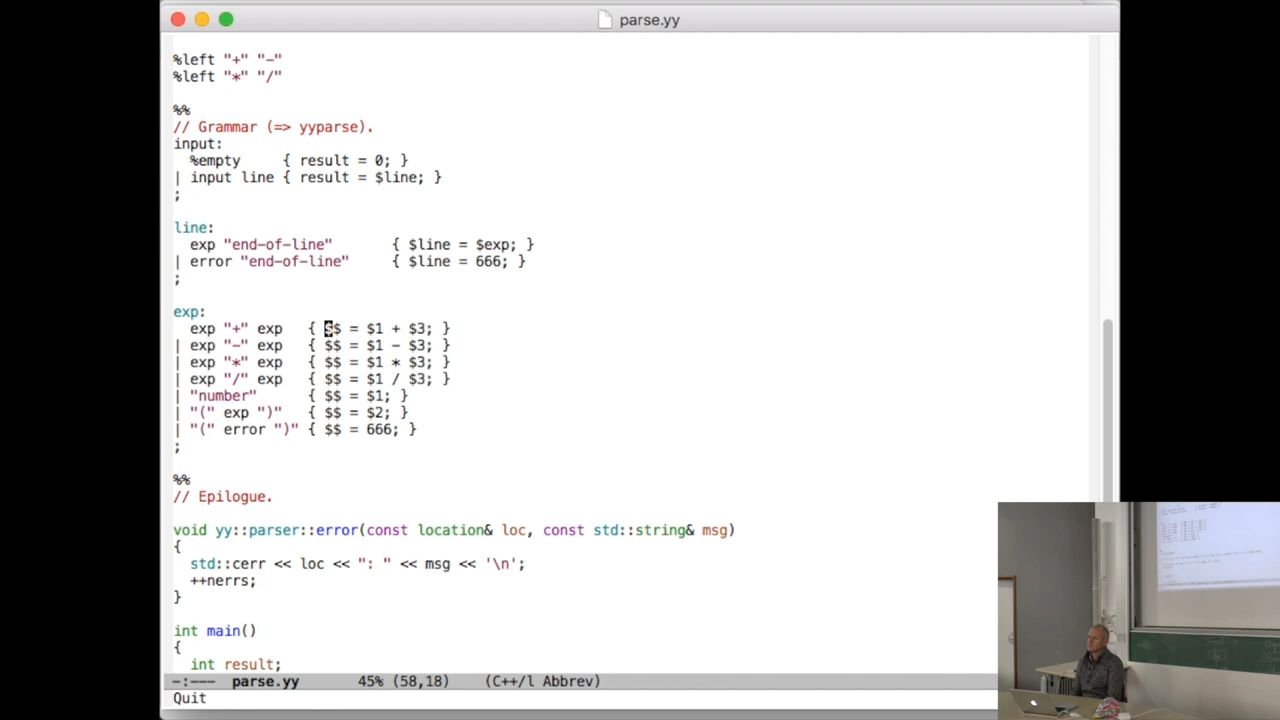 parse.yy
%left "+" "-"
%left "*" "/"
%%
// Grammar (=> yyparse).
input:
%empty { result = 0; }
| input line { result = $line; }
;
line:
exp "end-of-line" { $line = $exp; }
| error "end-of-line" { $line = 666; }
;
exp:
exp "+" exp { $$ = $1 + $3; }
| exp "-" exp { $$ = $1 - $3; }
| exp "*" exp { $$ = $1 * $3; }
| exp "/" exp { $$ = $1 / $3; }
| "number" { $$ = $1; }
| "(" exp ")" { $$ = $2; }
| "(" error ")" { $$ = 666; }
;
%%
// Epilogue.
void yy::parser::error(const location& loc, const std::string& msg)
{
std::cerr << loc << ": " << msg << '\n';
++nerrs;
}
int main()
{
int result;
-:--- parse.yy 45% (58,18) (C++/l Abbrev)
Quit